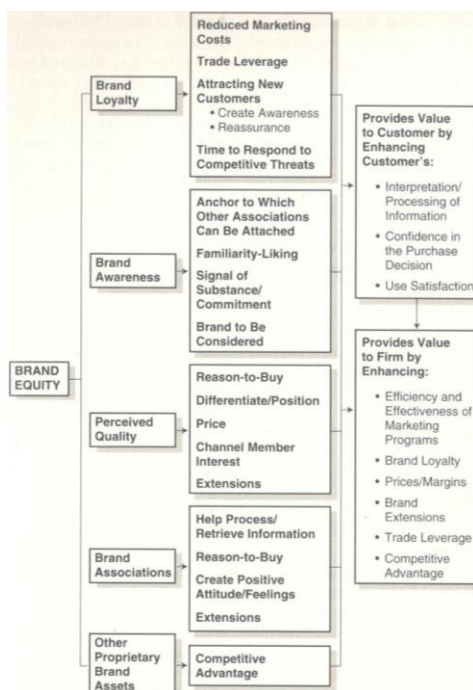 BRAND
EQUITY
Brand
Loyalty
Reduced Marketing
Costs
Trade Leverage
Attracting New
Customers
• Create Awareness
• Reassurance
Time to Respond to
Competitive Threats
Brand
Awareness
Anchor to Which
Other Associations
Can Be Attached
Familiarity-Liking
Signal of
Substance/
Commitment
Brand to Be
Considered
Perceived
Quality
Reason-to-Buy
Differentiate/Position
Price
Channel Member
Interest
Extensions
Brand
Associations
Help Process/
Retrieve Information
Reason-to-Buy
Create Positive
Attitude/Feelings
Extensions
Other
Proprietary
Brand
Assets
Competitive
Advantage
Provides Value
to Customer by
Enhancing
Customer's:
• Interpretation/
Processing of
Information
• Confidence in
the Purchase
Decision
• Use Satisfaction
Provides Value
to Firm by
Enhancing:
• Efficiency and
Effectiveness of
Marketing
Programs
• Brand Loyalty
• Prices/Margins
• Brand
Extensions
• Trade Leverage
• Competitive
Advantage